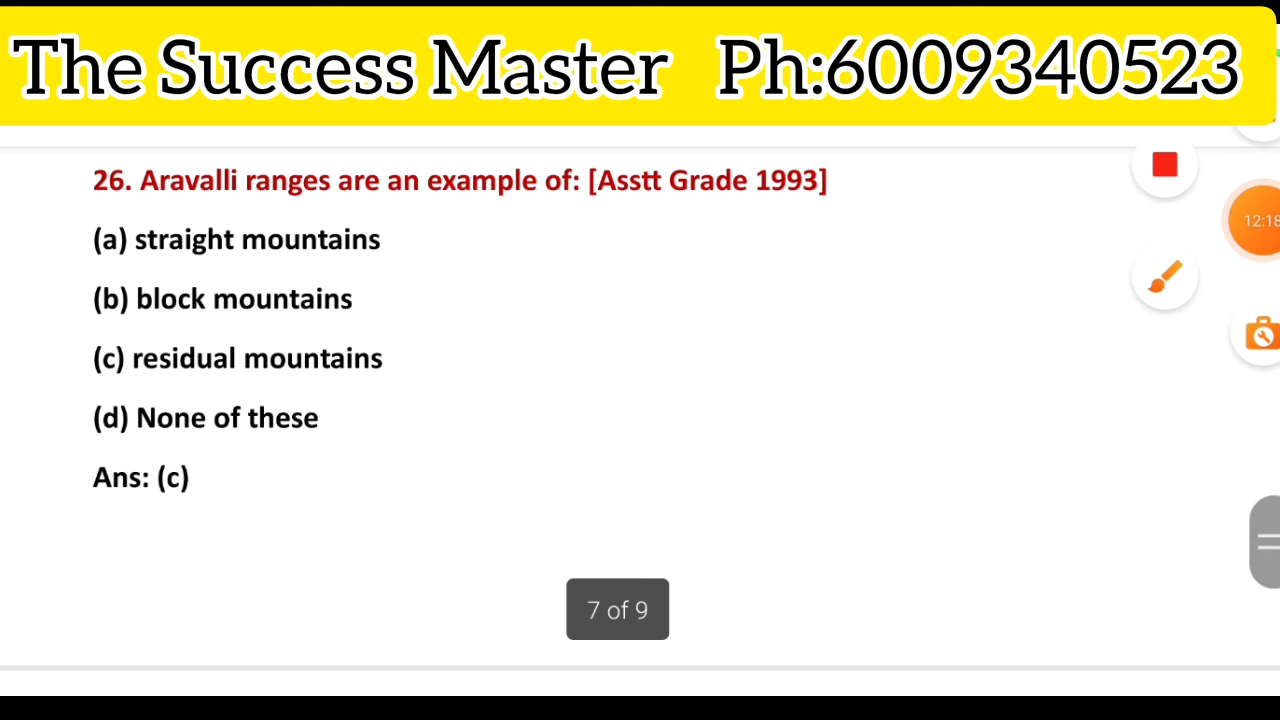 The Success Master Ph:6009340523
26. Aravalli ranges are an example of: [Asstt Grade 1993]
12:18
(a) straight mountains
(b) block mountains
(c) residual mountains
(d) None of these
Ans: (c)
7 of 9